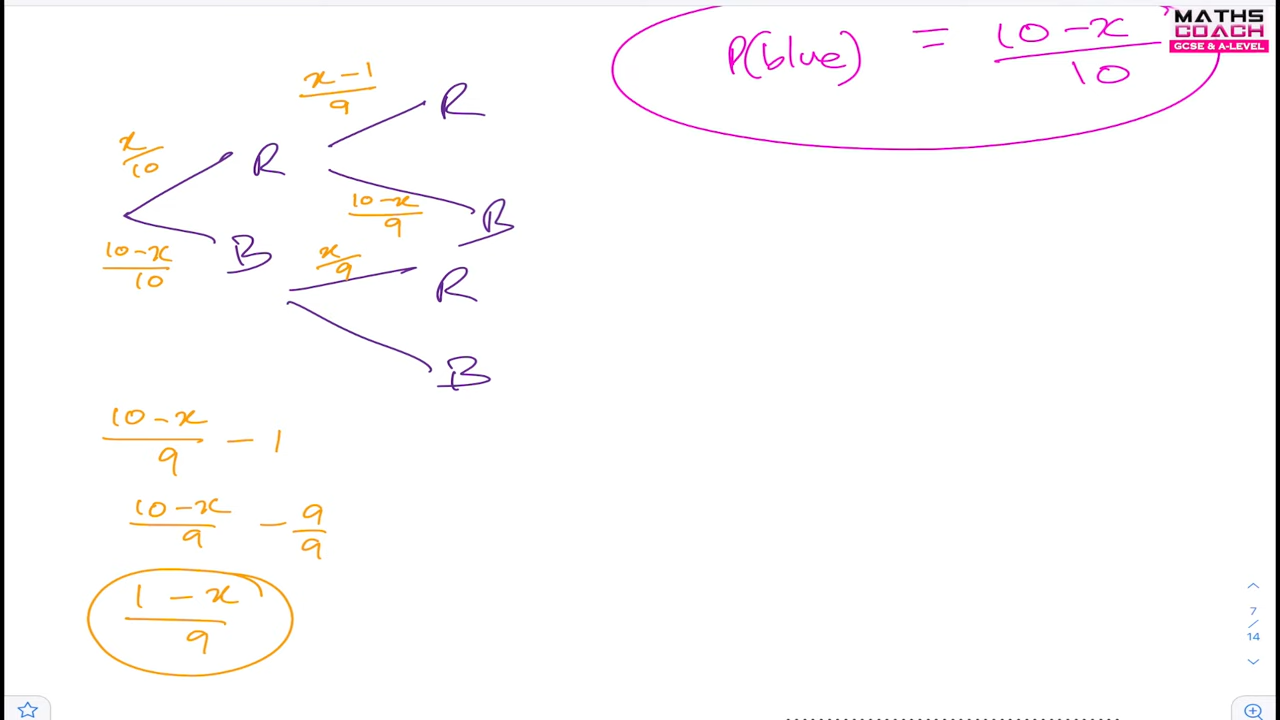 P(blue) = (10-x)/10
MATHS
COACH
GCSE & A-LEVEL
(x-1)/9
R
x/10
R
(10-x)/9
B
(10-x)/10
B
x/9
R
B
(10-x)/9 - 1
(10-x)/9 - 9/9
(1-x)/9
7
/
14